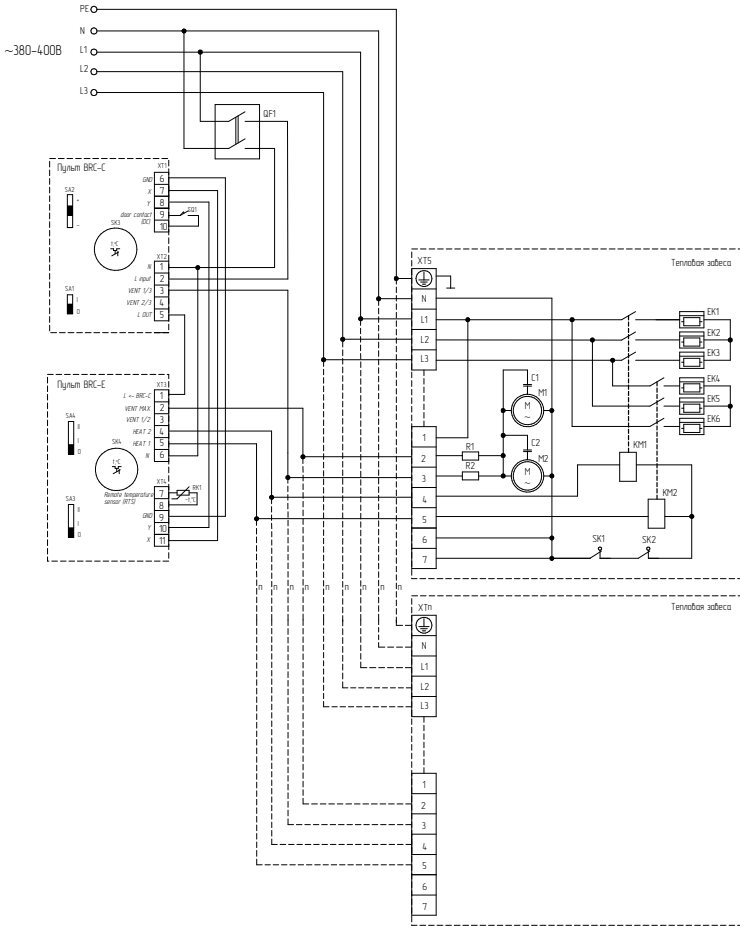 PE
N
~380-400В
L1
L2
L3
QF1
Пульт BRC-C
XT1
SA2
+
-
SK3
t°C
GND 6
X 7
Y 8
door contact (DC) 9
10
SQ1
XT2
SA1
I
0
N 1
L input 2
VENT 1/3 3
VENT 2/3 4
L OUT 5
Пульт BRC-E
XT3
SA4
II
I
0
SK4
t°C
L <- BRC-C 1
VENT MAX 2
VENT 1/2 3
HEAT 2 4
HEAT 1 5
N 6
XT4
SA3
II
I
0
Remote temperature
sensor (RTS)
7
8
RK1
-t°C
GND 9
Y 10
X 11
XT5
Тепловая завеса
N
L1
L2
L3
EK1
EK2
EK3
EK4
EK5
EK6
C1
M1
M
~
C2
M2
M
~
R1
R2
KM1
KM2
SK1
SK2
1
2
3
4
5
6
7
n
n
n
n
n
n
n
n
XTn
Тепловая завеса
N
L1
L2
L3
1
2
3
4
5
6
7